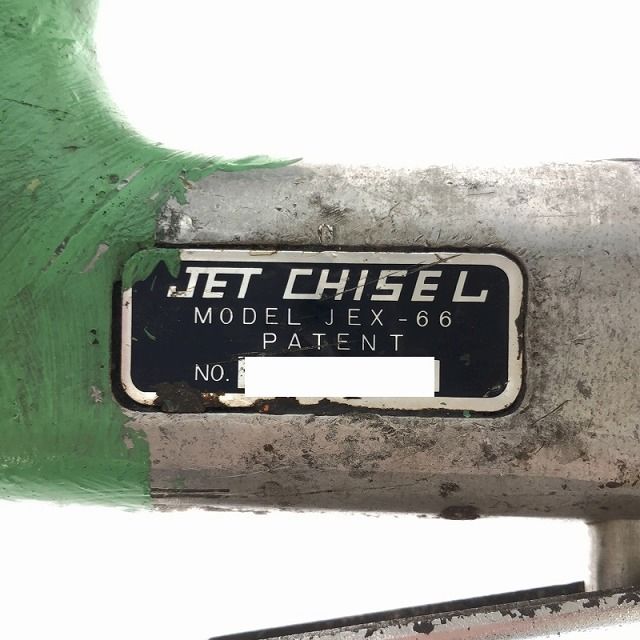 JET CHISEL
MODEL JEX-66
PATENT
NO.